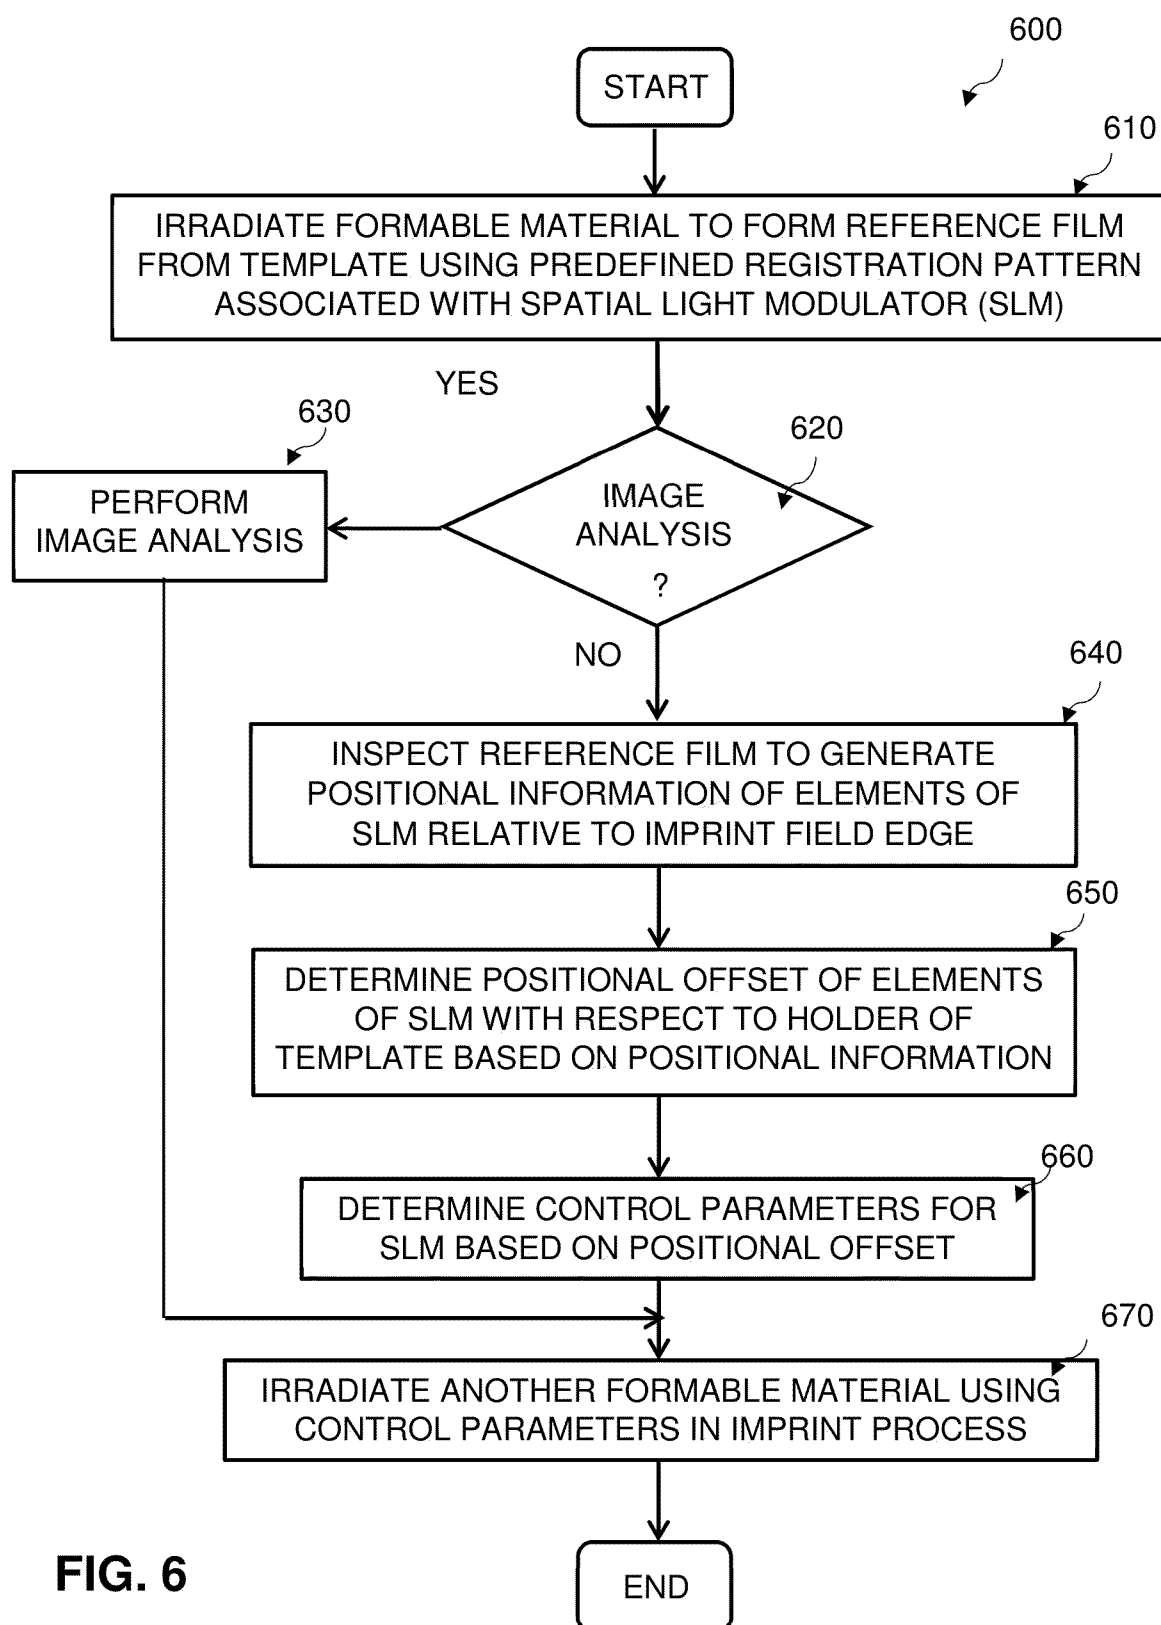 600
START
610
IRRADIATE FORMABLE MATERIAL TO FORM REFERENCE FILM
FROM TEMPLATE USING PREDEFINED REGISTRATION PATTERN
ASSOCIATED WITH SPATIAL LIGHT MODULATOR (SLM)
YES
630
620
PERFORM
IMAGE ANALYSIS
IMAGE
ANALYSIS
?
NO
640
INSPECT REFERENCE FILM TO GENERATE
POSITIONAL INFORMATION OF ELEMENTS OF
SLM RELATIVE TO IMPRINT FIELD EDGE
650
DETERMINE POSITIONAL OFFSET OF ELEMENTS
OF SLM WITH RESPECT TO HOLDER OF
TEMPLATE BASED ON POSITIONAL INFORMATION
660
DETERMINE CONTROL PARAMETERS FOR
SLM BASED ON POSITIONAL OFFSET
670
IRRADIATE ANOTHER FORMABLE MATERIAL USING
CONTROL PARAMETERS IN IMPRINT PROCESS
END
FIG. 6